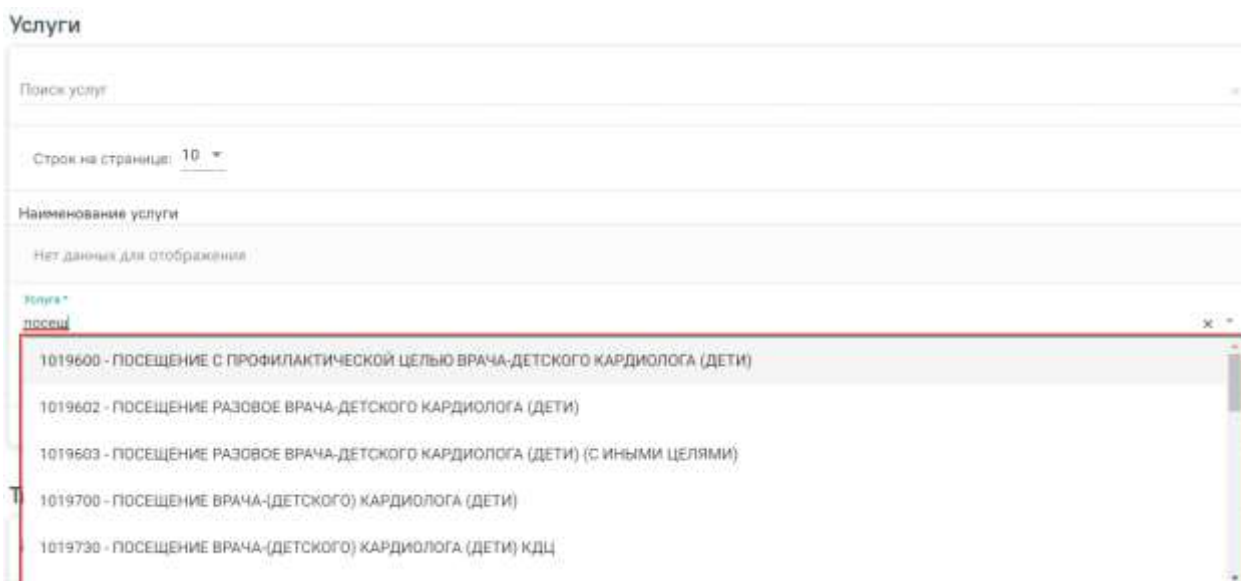 Услуги
Поиск услуг
Строк на странице: 10
Наименование услуги
Нет данных для отображения
Услуга *
посещ
1019600 - ПОСЕЩЕНИЕ С ПРОФИЛАКТИЧЕСКОЙ ЦЕЛЬЮ ВРАЧА-ДЕТСКОГО КАРДИОЛОГА (ДЕТИ)
1019602 - ПОСЕЩЕНИЕ РАЗОВОЕ ВРАЧА-ДЕТСКОГО КАРДИОЛОГА (ДЕТИ)
1019603 - ПОСЕЩЕНИЕ РАЗОВОЕ ВРАЧА-ДЕТСКОГО КАРДИОЛОГА (ДЕТИ) (С ИНЫМИ ЦЕЛЯМИ)
1019700 - ПОСЕЩЕНИЕ ВРАЧА-(ДЕТСКОГО) КАРДИОЛОГА (ДЕТИ)
1019730 - ПОСЕЩЕНИЕ ВРАЧА-(ДЕТСКОГО) КАРДИОЛОГА (ДЕТИ) КДЦ